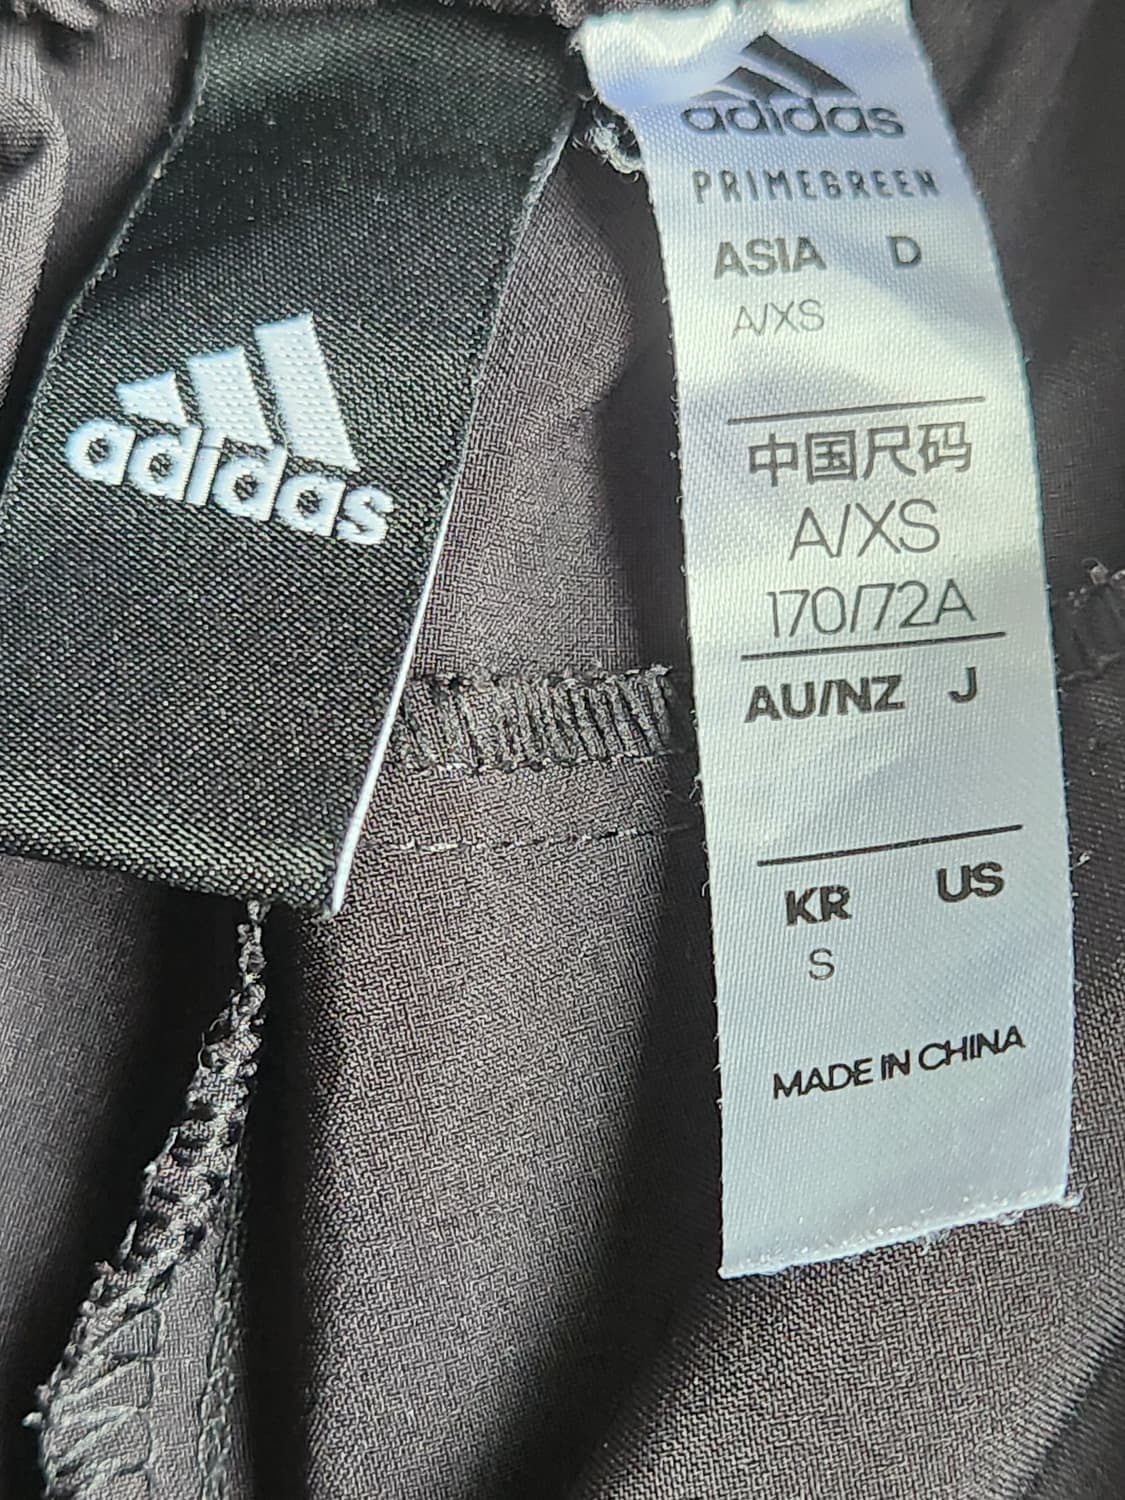 adidas
adidas
PRIMEGREEN
ASIA D
A/XS
中国尺码
A/XS
170/72A
AU/NZ J
KR US
S
MADE IN CHINA